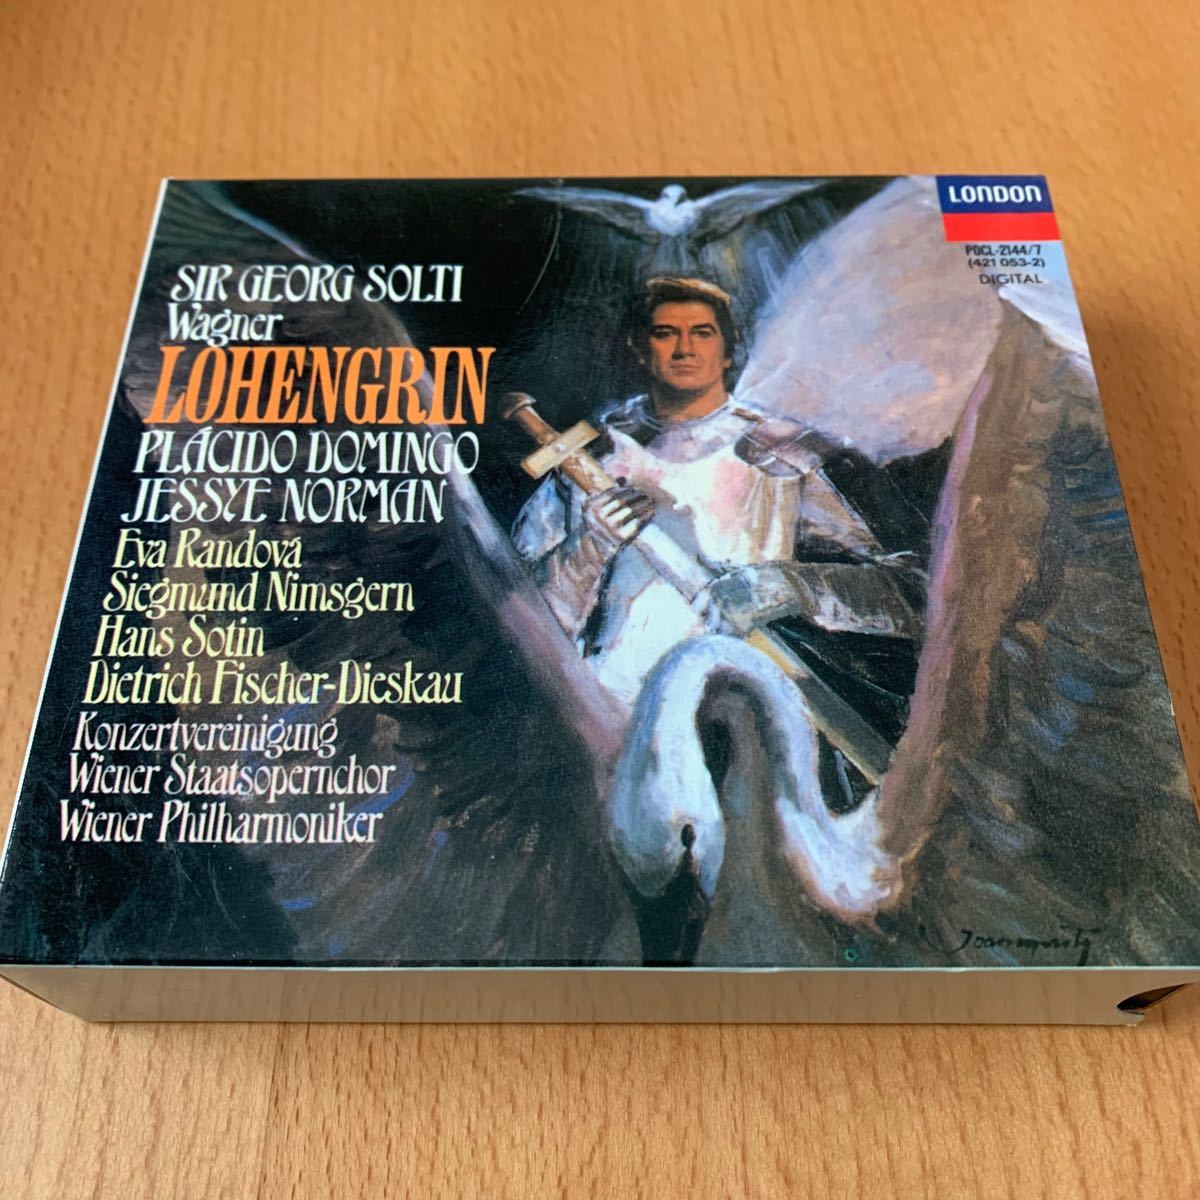 SIR GEORG SOLTI
Wagner
LOHENGRIN
PLÁCIDO DOMINGO
JESSYE NORMAN
Eva Randová
Siegmund Nimsgern
Hans Sotin
Dietrich Fischer-Dieskau
Konzertvereinigung
Wiener Staatsopernchor
Wiener Philharmoniker
LONDON
POCL-2144/7
(421 053-2)
DIGITAL